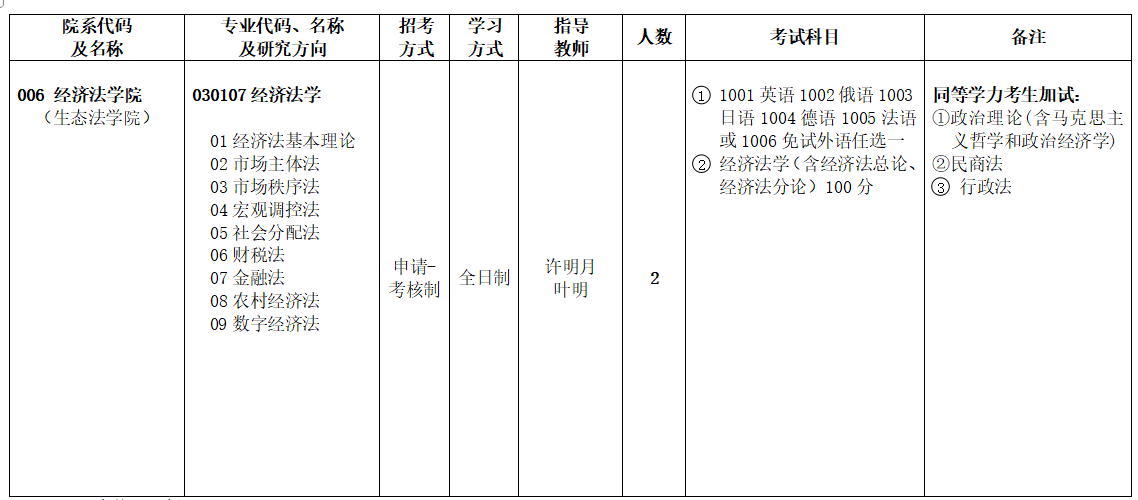 院系代码
及名称
专业代码、名称
及研究方向
招考
方式
学习
方式
指导
教师
人数
考试科目
备注
006 经济法学院
（生态法学院）
030107 经济法学
01 经济法基本理论
02 市场主体法
03 市场秩序法
04 宏观调控法
05 社会分配法
06 财税法
07 金融法
08 农村经济法
09 数字经济法
申请-
考核制
全日制
许明月
叶明
2
① 1001 英语 1002 俄语 1003
日语 1004 德语 1005 法语
或 1006 免试外语任选一
② 经济法学（含经济法总论、
经济法分论）100 分
同等学力考生加试:
①政治理论(含马克思主
义哲学和政治经济学)
②民商法
③ 行政法